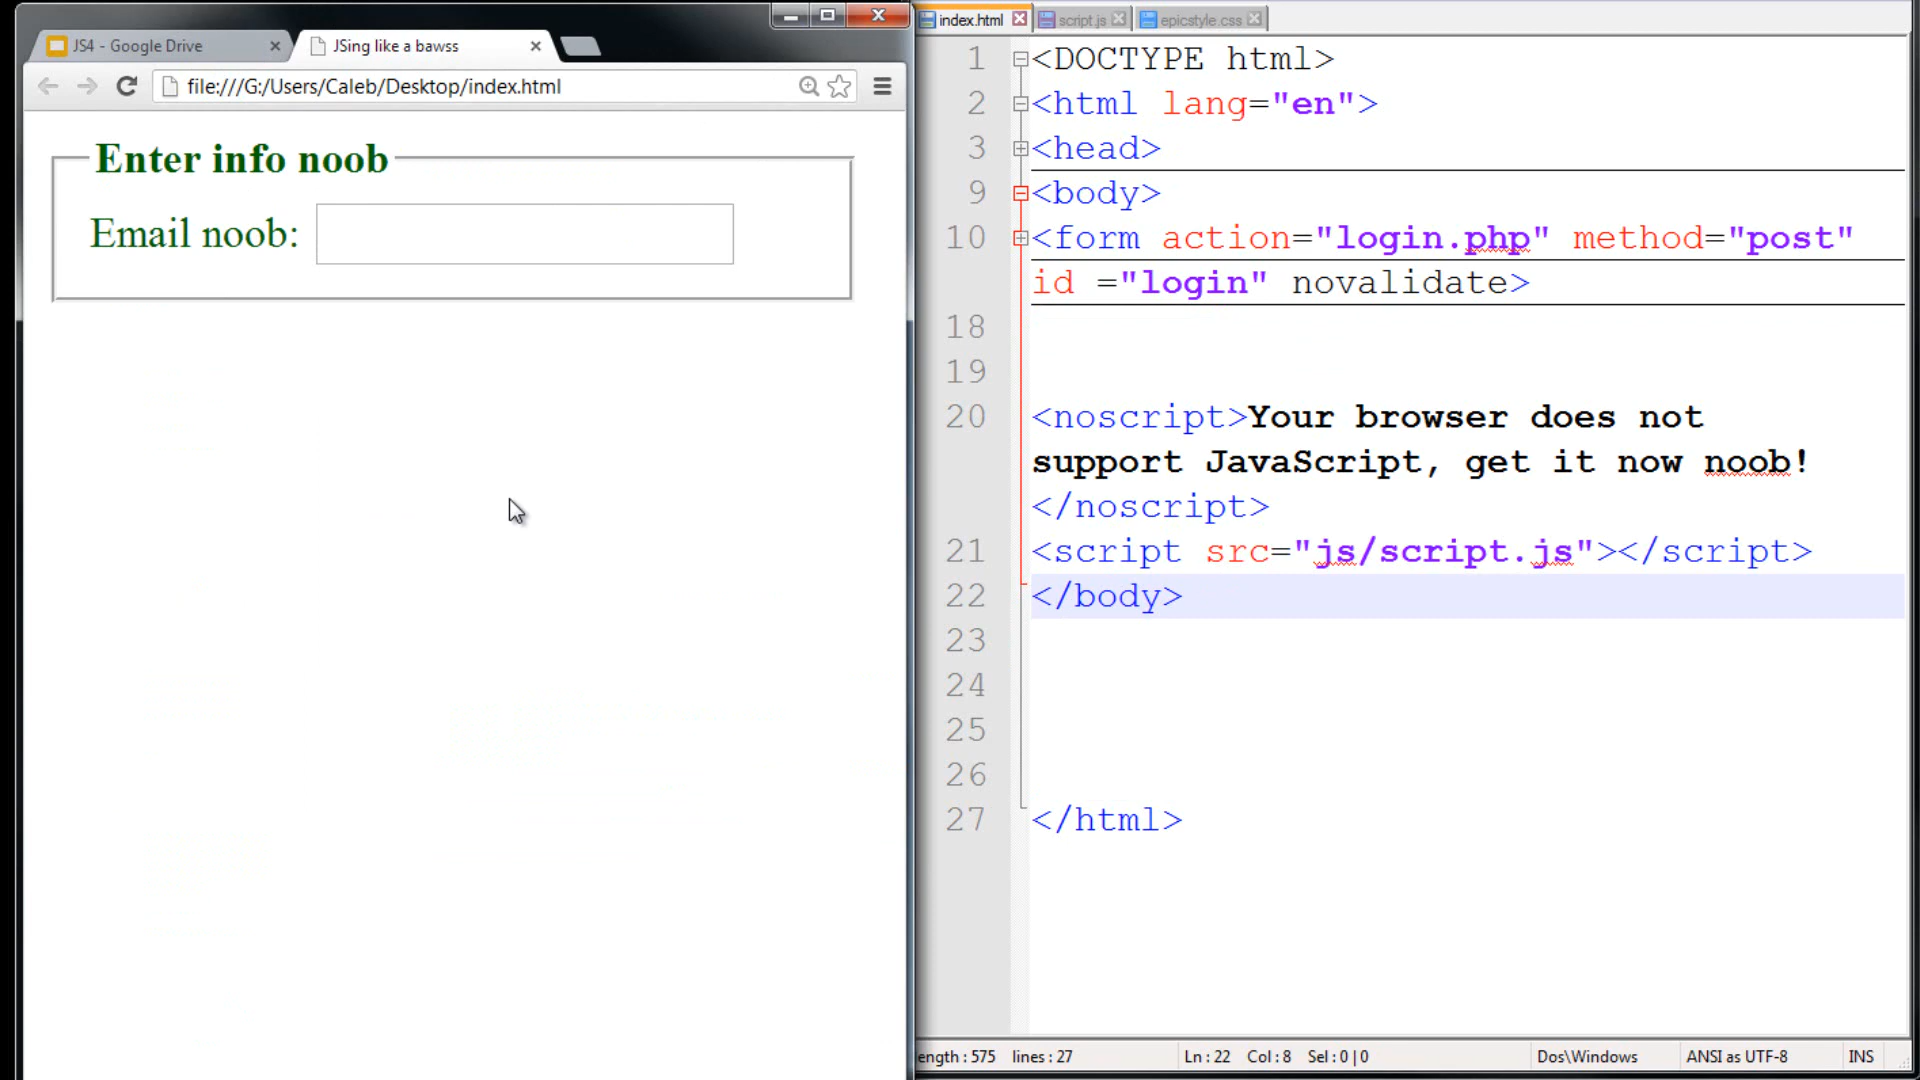 JS4 - Google Drive
JSing like a bawss
file:///G:/Users/Caleb/Desktop/index.html
Enter info noob
Email noob:
index.html
script.js
epicstyle.css
1 <DOCTYPE html>
2 <html lang="en">
3 <head>
9 <body>
10 <form action="login.php" method="post"
id ="login" novalidate>
18
19
20 <noscript>Your browser does not
support JavaScript, get it now noob!
</noscript>
21 <script src="js/script.js"></script>
22 </body>
23
24
25
26
27 </html>
ength : 575 lines : 27 Ln : 22 Col : 8 Sel : 0 | 0 Dos\Windows ANSI as UTF-8 INS